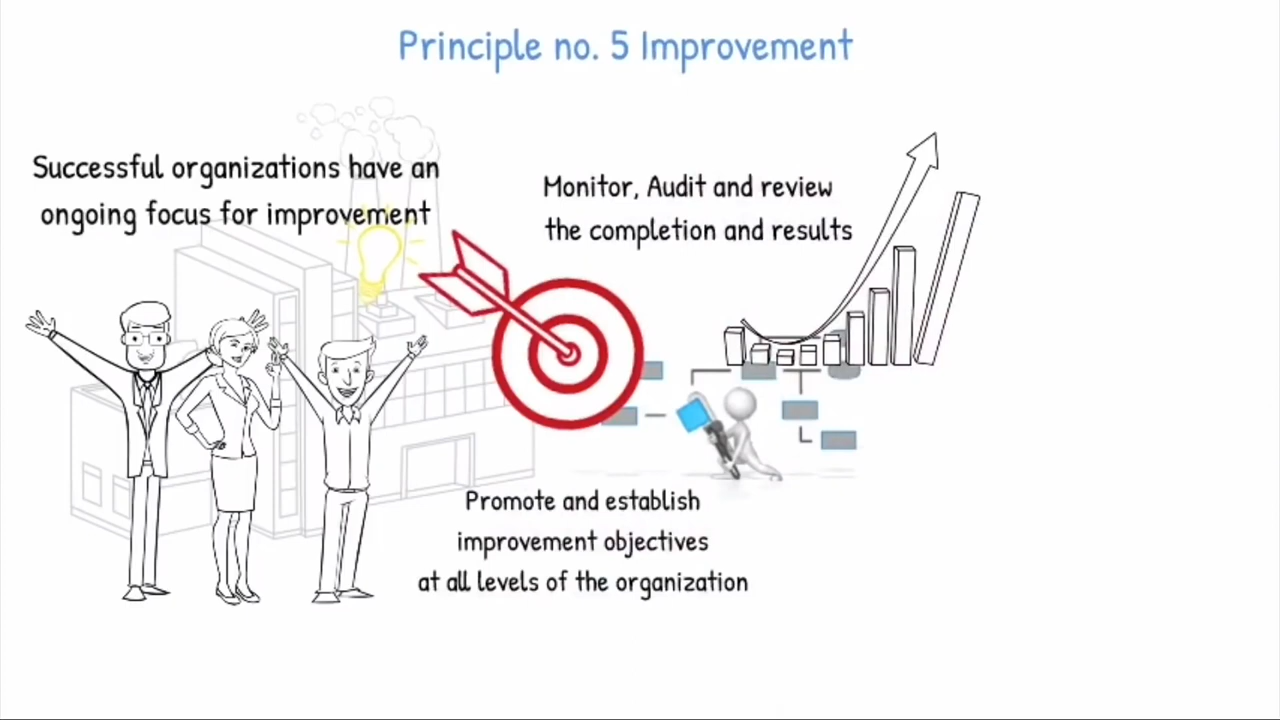 Principle no. 5 Improvement
Successful organizations have an
ongoing focus for improvement
Monitor, Audit and review
the completion and results
Promote and establish
improvement objectives
at all levels of the organization